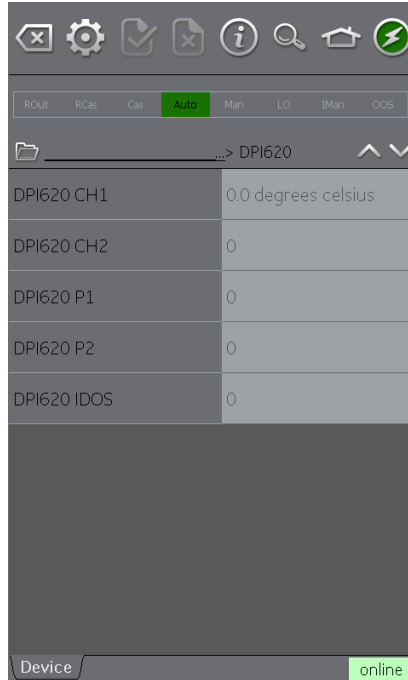 ROut RCas Cas Auto Man LO IMan OOS
...> DPI620
DPI620 CH1 0.0 degrees celsius
DPI620 CH2 0
DPI620 P1 0
DPI620 P2 0
DPI620 IDOS 0
Device online